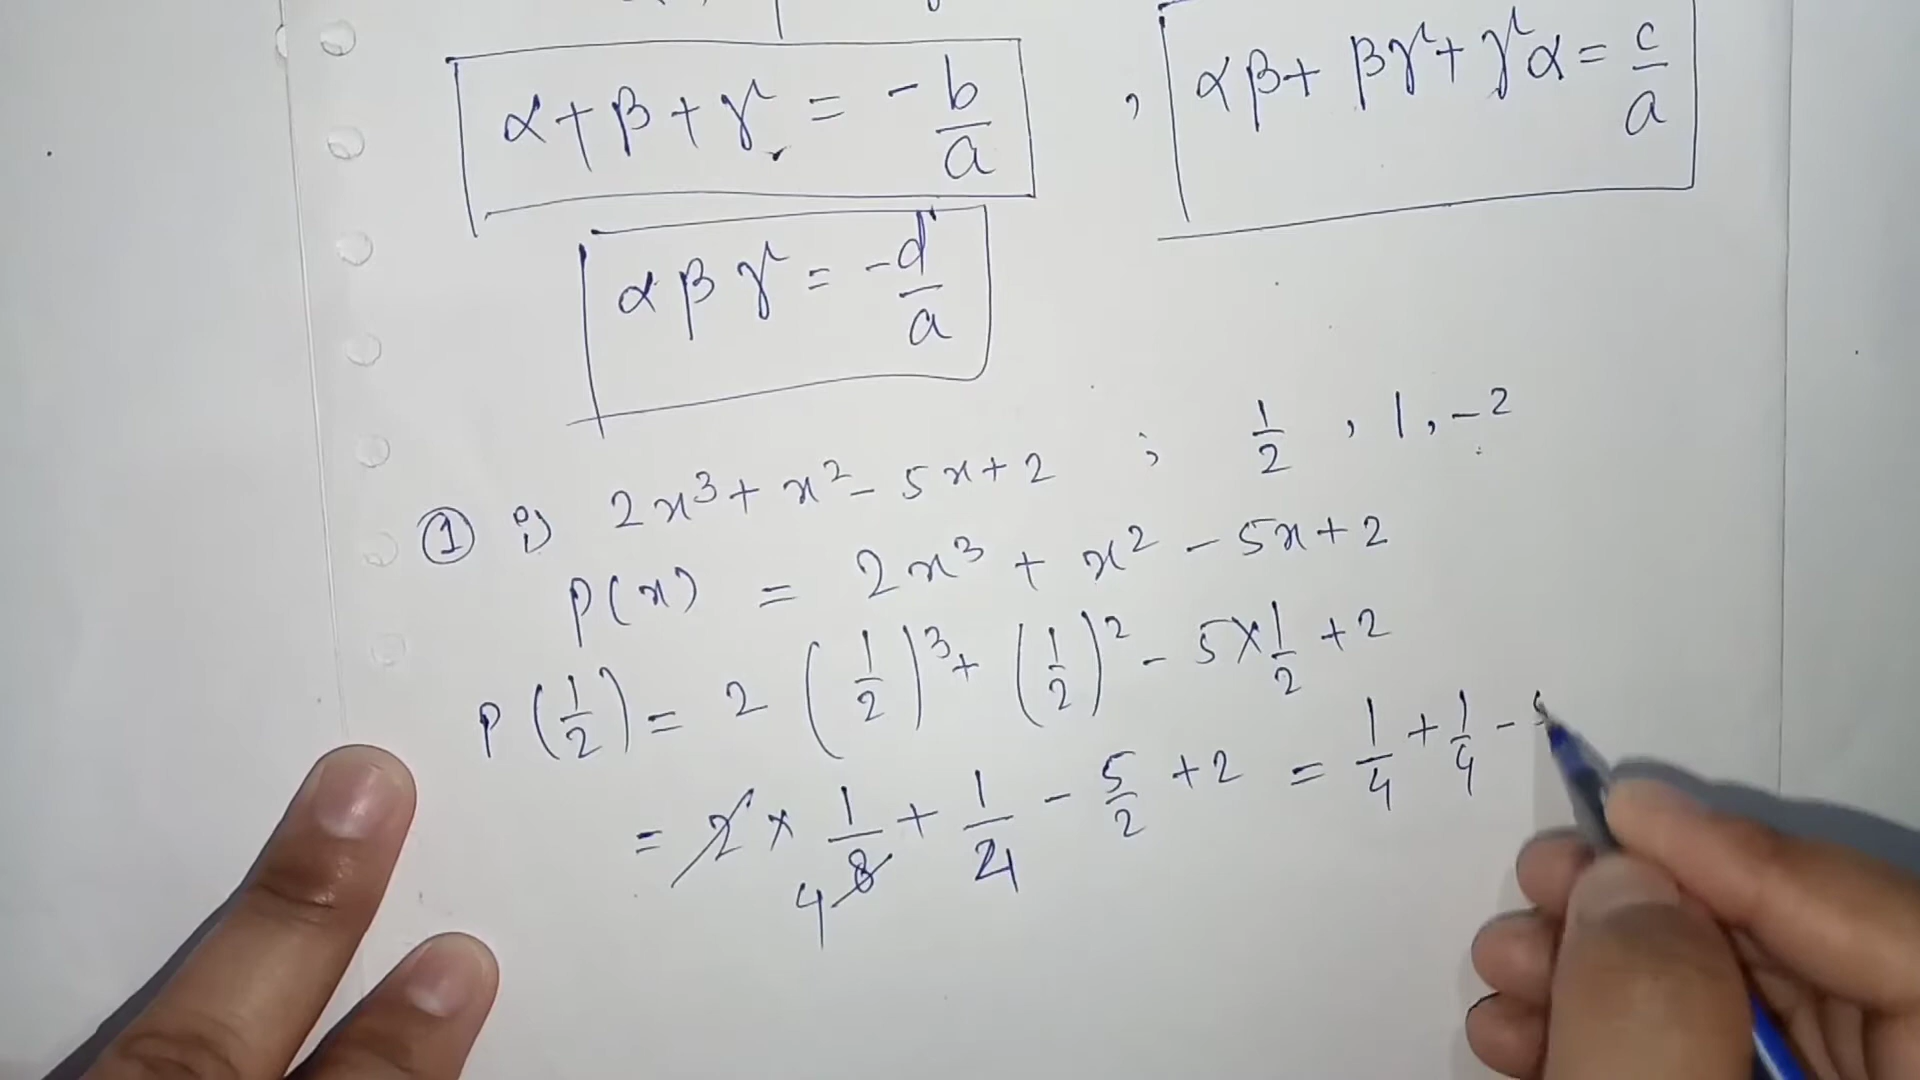 α+β+γ = -b/a , αβ+ βγ+ γα = c/a
αβγ = -d/a
① i) 2x³+ x²- 5x+2 ; 1/2 , 1, -2
P(x) = 2x³ + x² - 5x+2
P(1/2) = 2 (1/2)³+ (1/2)² - 5×1/2 +2
= 2 × 1/8 4 + 1/4 - 5/2 +2 = 1/4 + 1/4 -